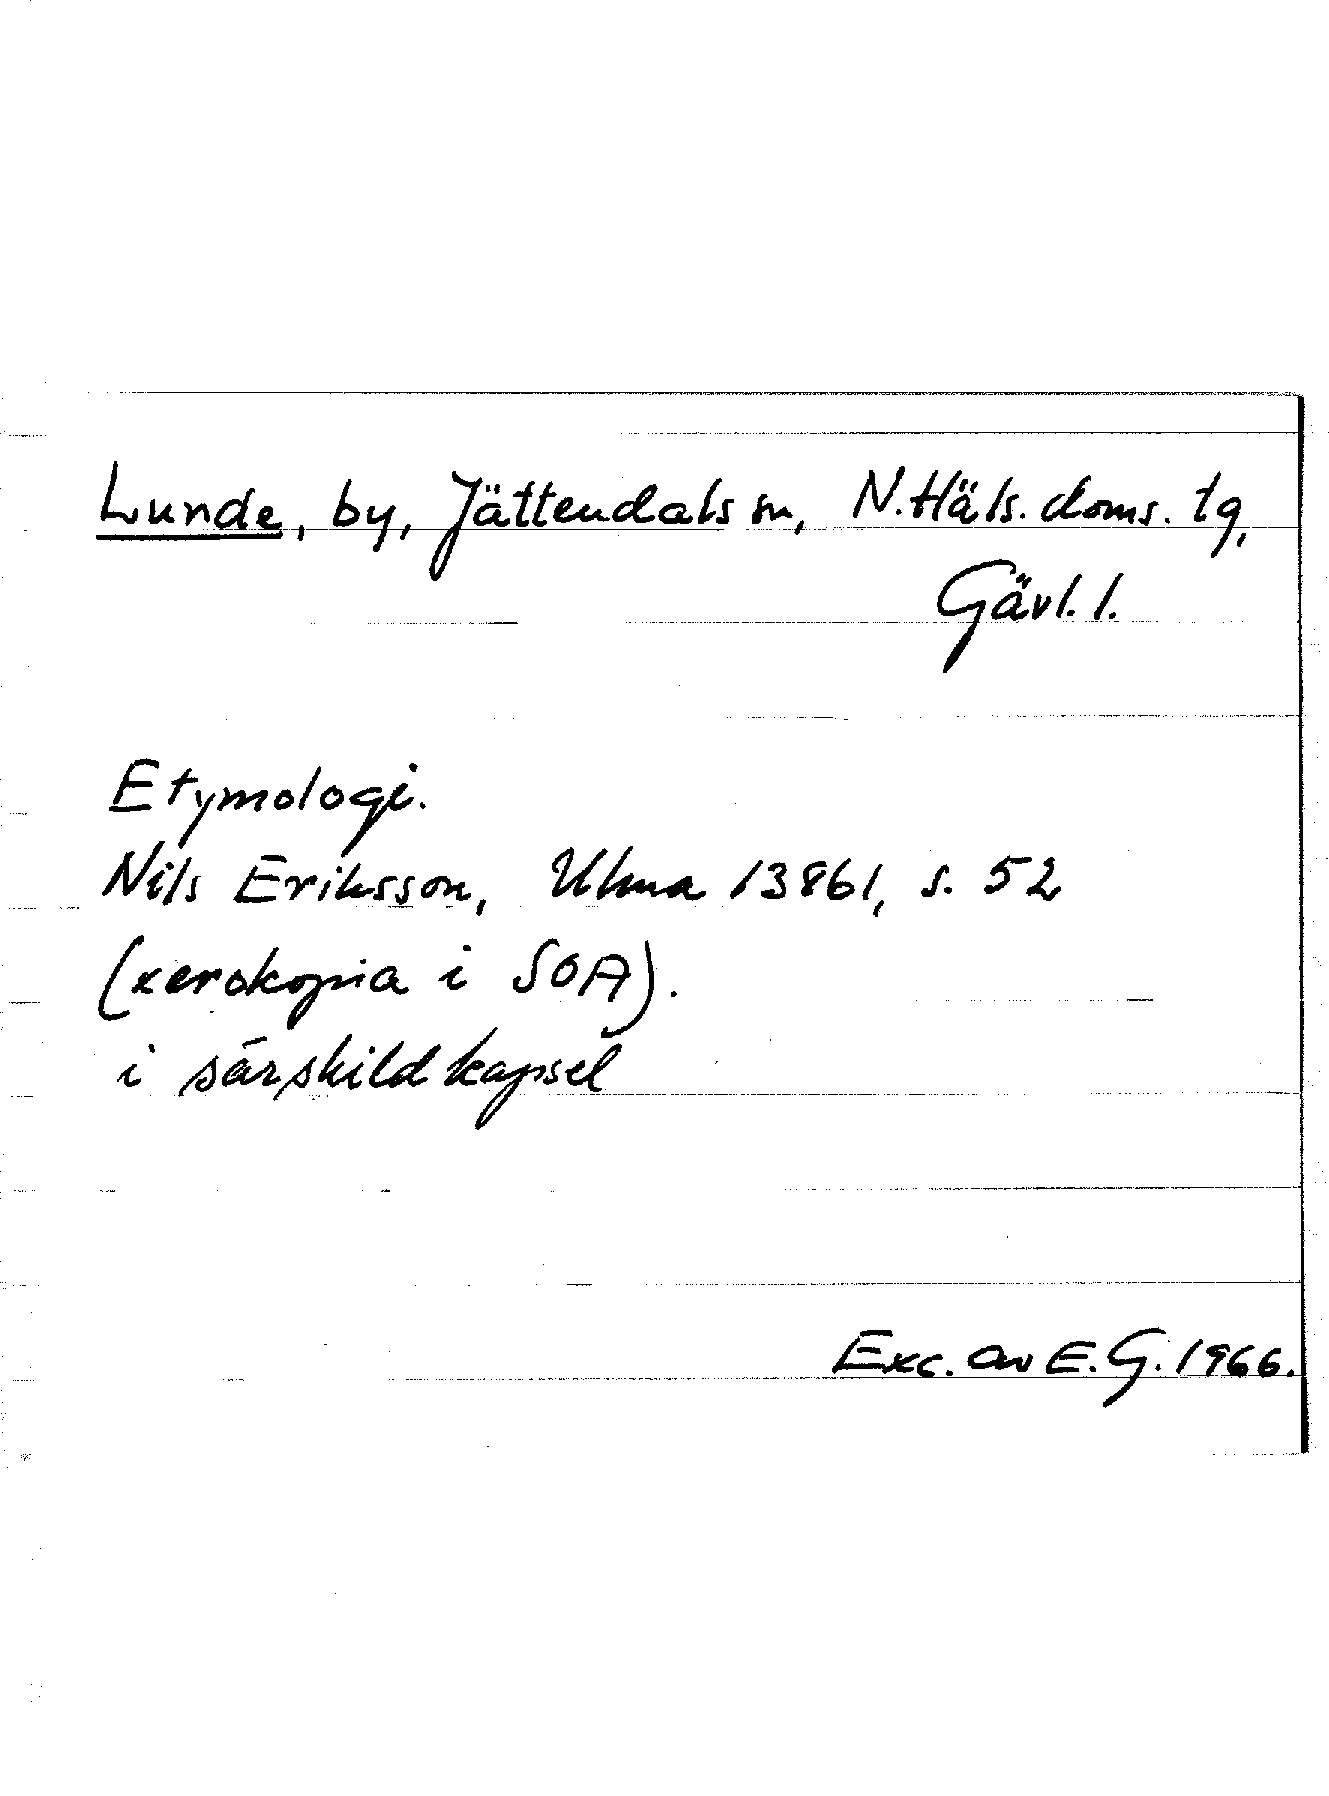 Lunde, by, Jättendals sn, N. Häls. doms. tg,
Gävl. l.
Etymologi.
Nils Eriksson, Ulma 13861, s. 52
(xerokopia i SOA).
i särskild kapsel
Exc. av E. G. 1966.